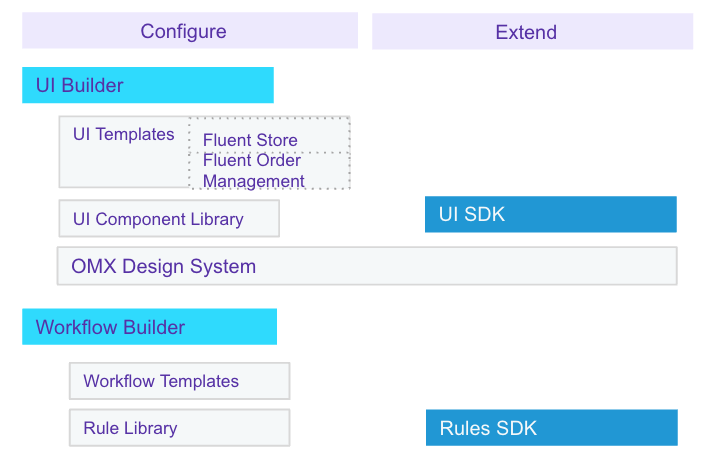 Configure
Extend
UI Builder
UI Templates
Fluent Store
Fluent Order
Management
UI Component Library
UI SDK
OMX Design System
Workflow Builder
Workflow Templates
Rule Library
Rules SDK